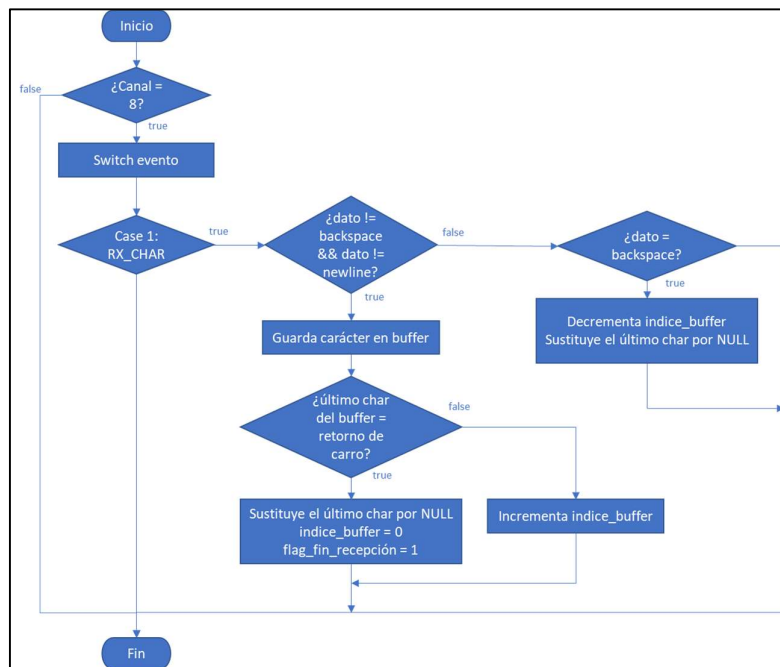 Inicio
false
¿Canal =
8?
true
Switch evento
Case 1:
RX_CHAR
true
¿dato !=
backspace
&& dato !=
newline?
false
¿dato =
backspace?
true
true
Guarda carácter en buffer
Decrementa indice_buffer
Sustituye el último char por NULL
¿último char
del buffer =
retorno de
carro?
false
true
Sustituye el último char por NULL
indice_buffer = 0
flag_fin_recepción = 1
Incrementa indice_buffer
Fin